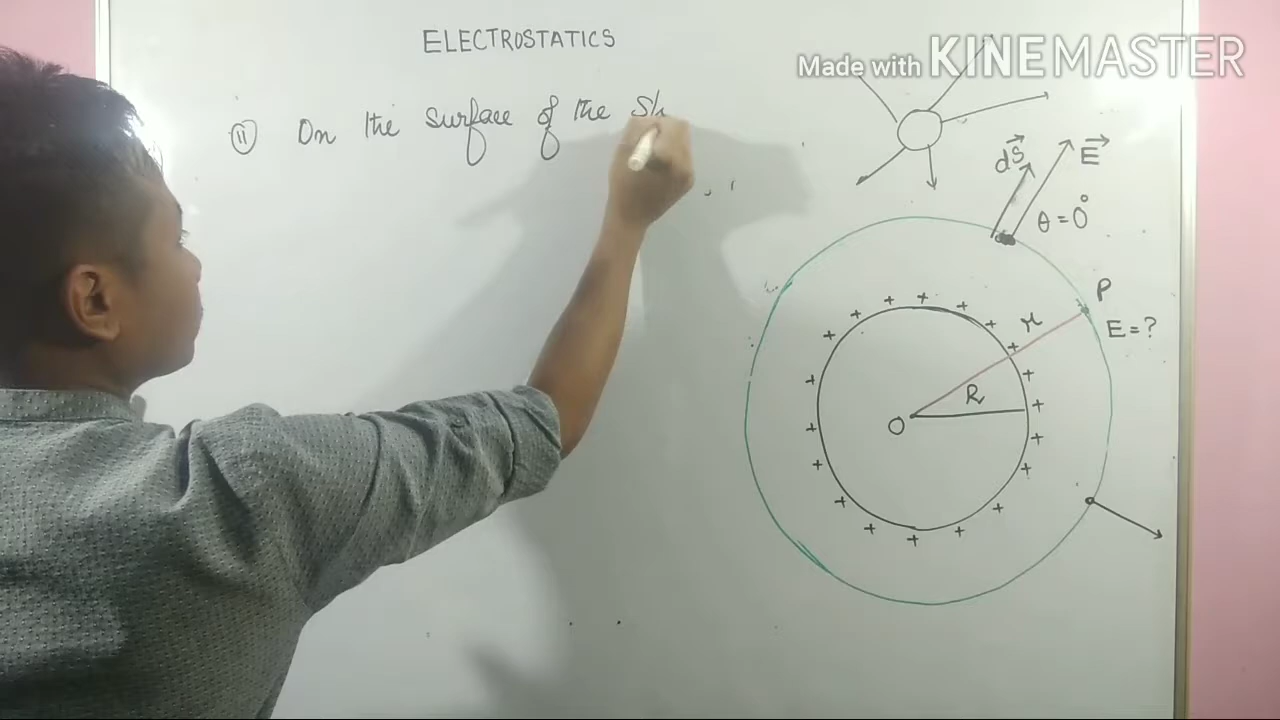 ELECTROSTATICS
Made with KINEMASTER
(ii) On the surface of the Sh
dS⃗
E⃗
θ = 0°
P
r
E = ?
R
O